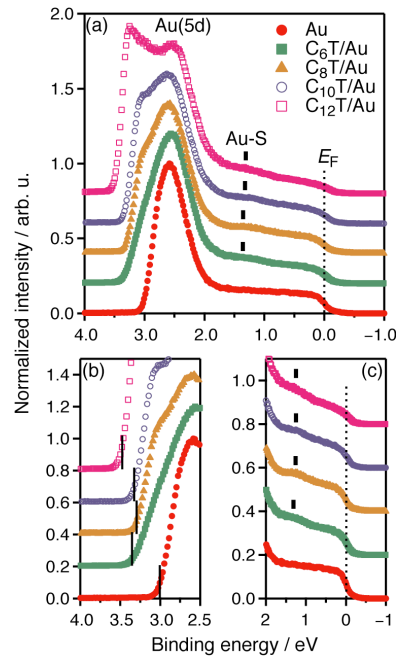 2.0
1.5
1.0
0.5
0.0
(a)
Au(5d)
Au
C6T/Au
C8T/Au
C10T/Au
C12T/Au
Au-S
EF
4.0 3.0 2.0 1.0 0.0 -1.0
Normalized intensity / arb. u.
1.4
1.2
1.0
0.8
0.6
0.4
0.2
0.0
(b)
4.0 3.5 3.0 2.5
1.0
0.8
0.6
0.4
0.2
0.0
(c)
2 1 0 -1
Binding energy / eV